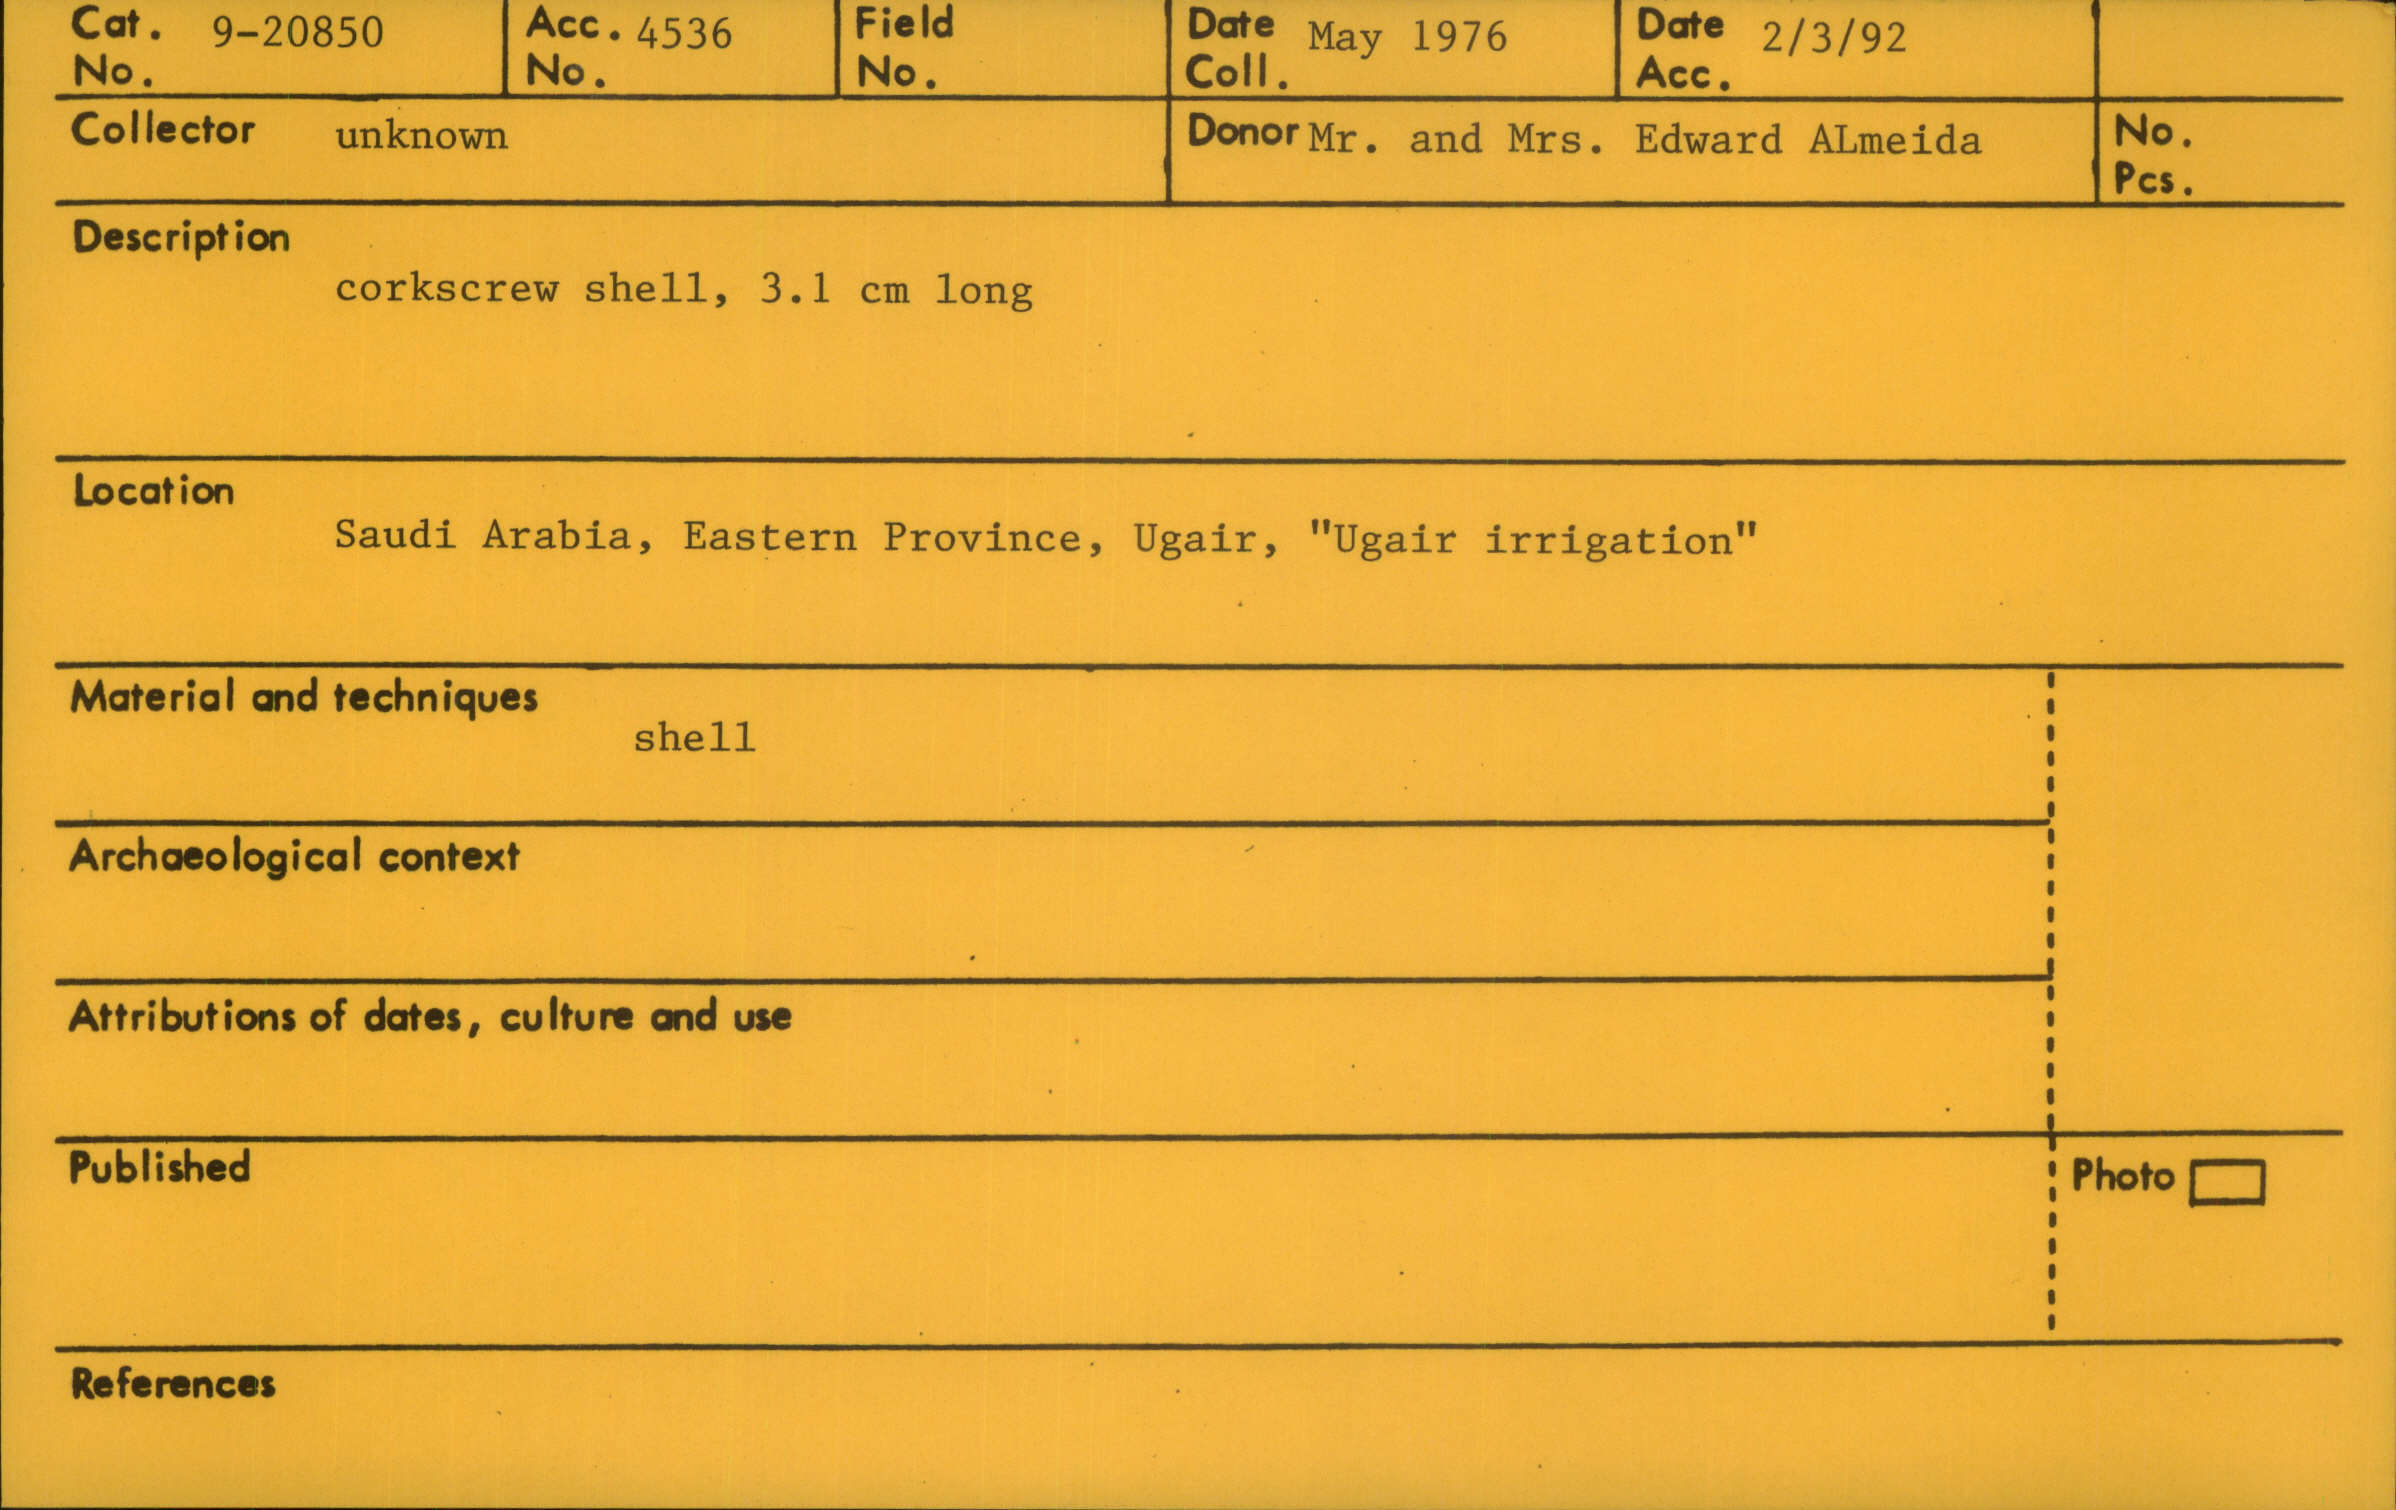 Cat. No. 9-20850
Acc. No. 4536
Field No.
Date Coll. May 1976
Date Acc. 2/3/92
Collector unknown
Donor Mr. and Mrs. Edward ALmeida
No. Pcs.
Description
corkscrew shell, 3.1 cm long
Location
Saudi Arabia, Eastern Province, Ugair, "Ugair irrigation"
Material and techniques
shell
Archaeological context
Attributions of dates, culture and use
Published
Photo
References